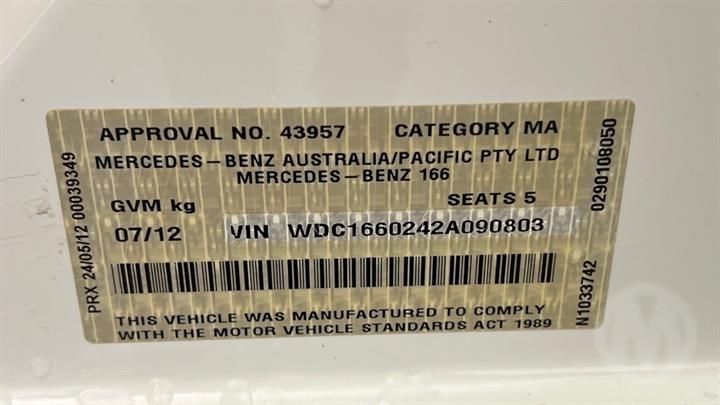 APPROVAL NO. 43957 CATEGORY MA
MERCEDES-BENZ AUSTRALIA/PACIFIC PTY LTD
MERCEDES-BENZ 166
GVM kg SEATS 5
07/12 VIN WDC1660242A090803
THIS VEHICLE WAS MANUFACTURED TO COMPLY
WITH THE MOTOR VEHICLE STANDARDS ACT 1989
PRX 24/05/12 00039349
0290108050
N1033742
M